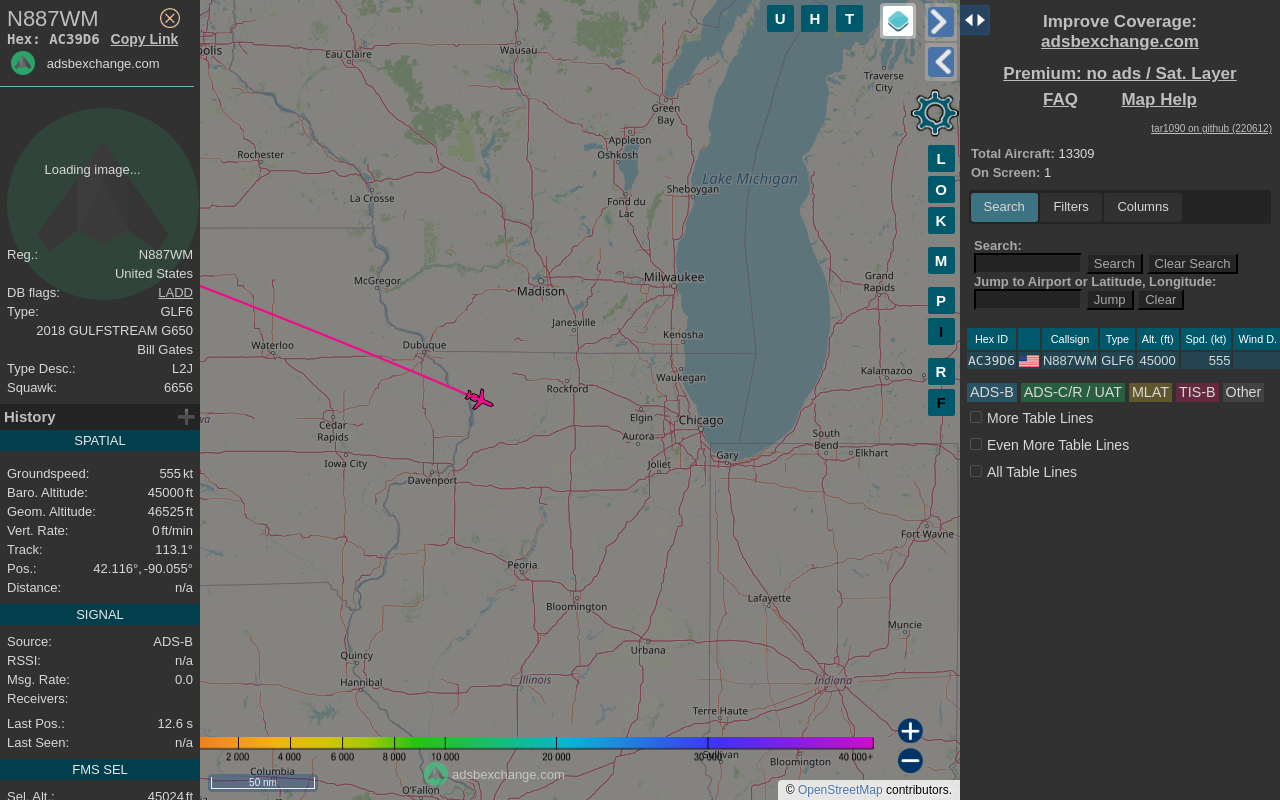 N887WM
Hex: AC39D6 Copy Link
adsbexchange.com
Loading image...
Reg.: N887WM
United States
DB flags: LADD
Type: GLF6
2018 GULFSTREAM G650
Bill Gates
Type Desc.: L2J
Squawk: 6656
History
SPATIAL
Groundspeed: 555 kt
Baro. Altitude: 45000 ft
Geom. Altitude: 46525 ft
Vert. Rate: 0 ft/min
Track: 113.1°
Pos.: 42.116°, -90.055°
Distance: n/a
SIGNAL
Source: ADS-B
RSSI: n/a
Msg. Rate: 0.0
Receivers:
Last Pos.: 12.6 s
Last Seen: n/a
FMS SEL
Sel. Alt.: 45024 ft
U H T
polis
Eau Claire
Wausau
Traverse
City
Green
Bay
Appleton
Oshkosh
Rochester
Lake Michigan
La Crosse
Sheboygan
Fond du
Lac
McGregor
Milwaukee
Madison
Grand
Rapids
Janesville
Kenosha
Waterloo
Dubuque
Rockford
Waukegan
Kalamazoo
wa
Cedar
Rapids
Elgin
Chicago
Aurora
South
Bend
Iowa City
Joliet
Gary
Elkhart
Davenport
Fort Wayne
Peoria
Bloomington
Lafayette
Muncie
Quincy
Urbana
Hannibal
Illinois
Indiana
Terre Haute
Sullivan
Bloomington
Columbia
O'Fallon
2 000 4 000 6 000 8 000 10 000 20 000 30 000 40 000+
50 nm
adsbexchange.com
© OpenStreetMap contributors.
L
O
K
M
P
I
R
F
Improve Coverage:
adsbexchange.com
Premium: no ads / Sat. Layer
FAQ Map Help
tar1090 on github (220612)
Total Aircraft: 13309
On Screen: 1
Search Filters Columns
Search:
Search Clear Search
Jump to Airport or Latitude, Longitude:
Jump Clear
Hex ID Callsign Type Alt. (ft) Spd. (kt) Wind D.
AC39D6 N887WM GLF6 45000 555
ADS-B ADS-C/R / UAT MLAT TIS-B Other
More Table Lines
Even More Table Lines
All Table Lines